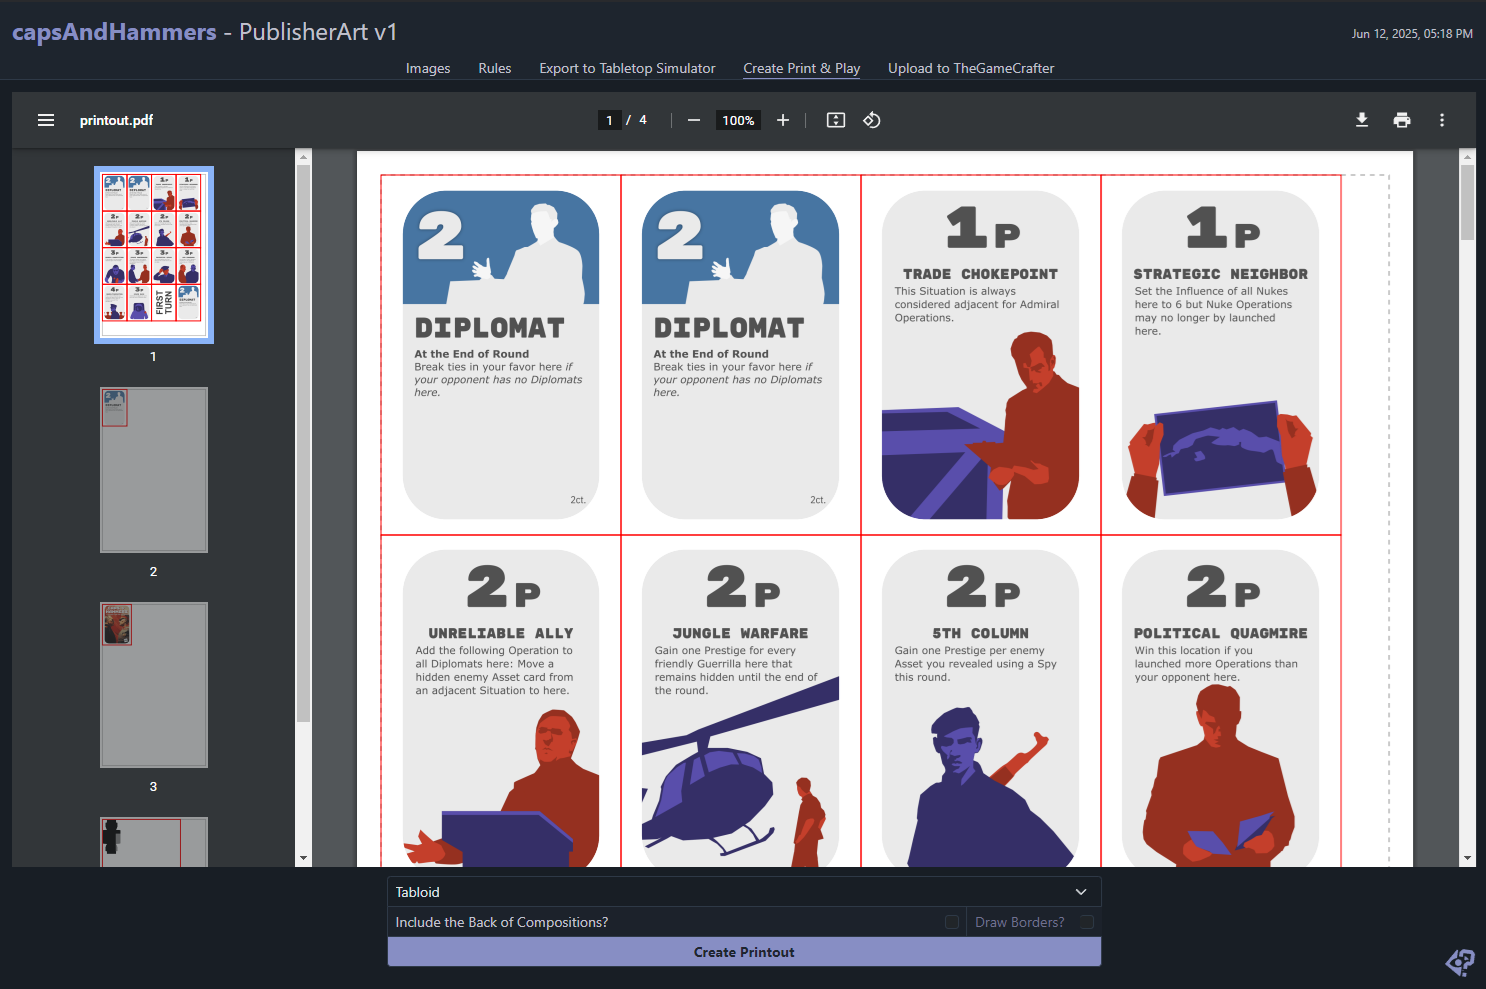 capsAndHammers - PublisherArt v1
Jun 12, 2025, 05:18 PM
Images
Rules
Export to Tabletop Simulator
Create Print & Play
Upload to TheGameCrafter
printout.pdf
1 / 4
100%
1
2
3
2
DIPLOMAT
At the End of Round
Break ties in your favor here if
your opponent has no Diplomats
here.
2ct.
2
DIPLOMAT
At the End of Round
Break ties in your favor here if
your opponent has no Diplomats
here.
2ct.
1P
TRADE CHOKEPOINT
This Situation is always
considered adjacent for Admiral
Operations.
1P
STRATEGIC NEIGHBOR
Set the Influence of all Nukes
here to 6 but Nuke Operations
may no longer by launched
here.
2P
UNRELIABLE ALLY
Add the following Operation to
all Diplomats here: Move a
hidden enemy Asset card from
an adjacent Situation to here.
2P
JUNGLE WARFARE
Gain one Prestige for every
friendly Guerrilla here that
remains hidden until the end of
the round.
2P
5TH COLUMN
Gain one Prestige per enemy
Asset you revealed using a Spy
this round.
2P
POLITICAL QUAGMIRE
Win this location if you
launched more Operations than
your opponent here.
FIRST
TURN
Tabloid
Include the Back of Compositions?
Draw Borders?
Create Printout